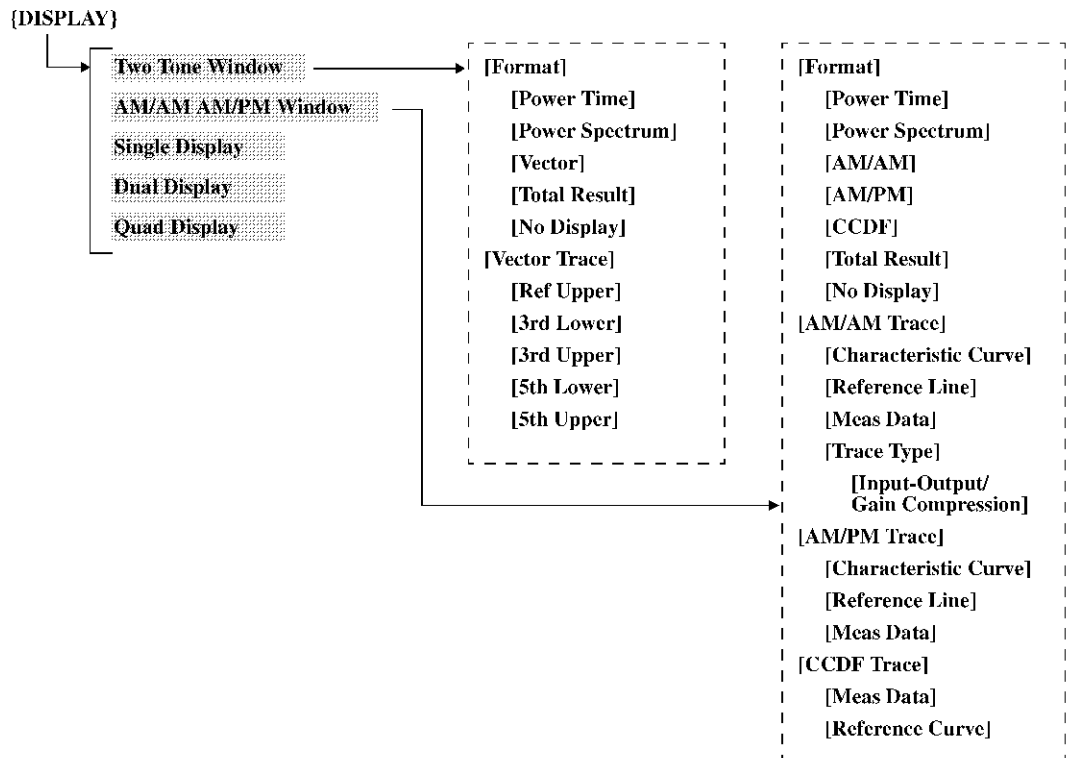 {DISPLAY}
Two Tone Window
AM/AM AM/PM Window
Single Display
Dual Display
Quad Display
[Format]
[Power Time]
[Power Spectrum]
[Vector]
[Total Result]
[No Display]
[Vector Trace]
[Ref Upper]
[3rd Lower]
[3rd Upper]
[5th Lower]
[5th Upper]
[Format]
[Power Time]
[Power Spectrum]
[AM/AM]
[AM/PM]
[CCDF]
[Total Result]
[No Display]
[AM/AM Trace]
[Characteristic Curve]
[Reference Line]
[Meas Data]
[Trace Type]
[Input-Output/
Gain Compression]
[AM/PM Trace]
[Characteristic Curve]
[Reference Line]
[Meas Data]
[CCDF Trace]
[Meas Data]
[Reference Curve]